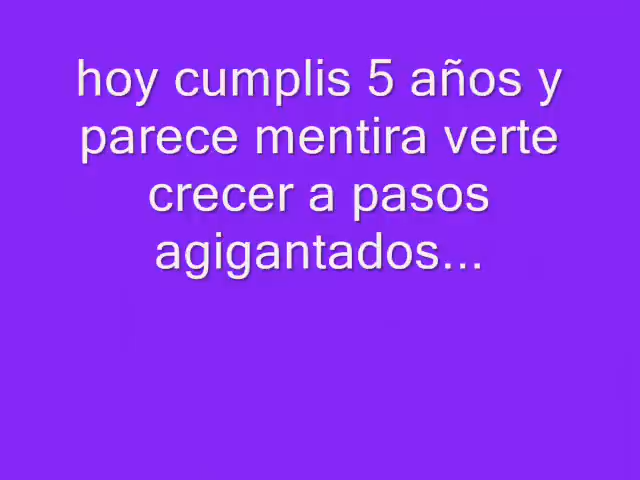 hoy cumplis 5 años y
parece mentira verte
crecer a pasos
agigantados...